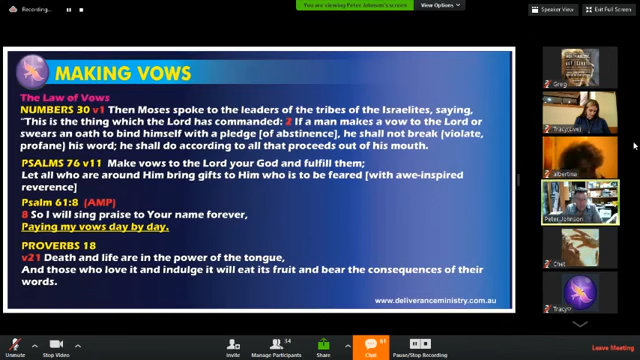 Recording...
You are viewing Peter Johnson's screen
View Options
Speaker View
Exit Full Screen
MAKING VOWS
The Law of Vows
NUMBERS 30 v1 Then Moses spoke to the leaders of the tribes of the Israelites, saying,
"This is the thing which the Lord has commanded: 2 If a man makes a vow to the Lord or
swears an oath to bind himself with a pledge [of abstinence], he shall not break (violate,
profane) his word; he shall do according to all that proceeds out of his mouth.
PSALMS 76 v11 Make vows to the Lord your God and fulfill them;
Let all who are around Him bring gifts to Him who is to be feared [with awe-inspired
reverence]
Psalm 61:8 (AMP)
8 So I will sing praise to Your name forever,
Paying my vows day by day.
PROVERBS 18
v21 Death and life are in the power of the tongue,
And those who love it and indulge it will eat its fruit and bear the consequences of their
words.
www.deliveranceministry.com.au
Greig
Tracy(Live)
albertina
Peter Johnson
Chet
Tracy
Unmute
Stop Video
Invite
34
Manage Participants
Share
61
Chat
Pause/Stop Recording
Leave Meeting